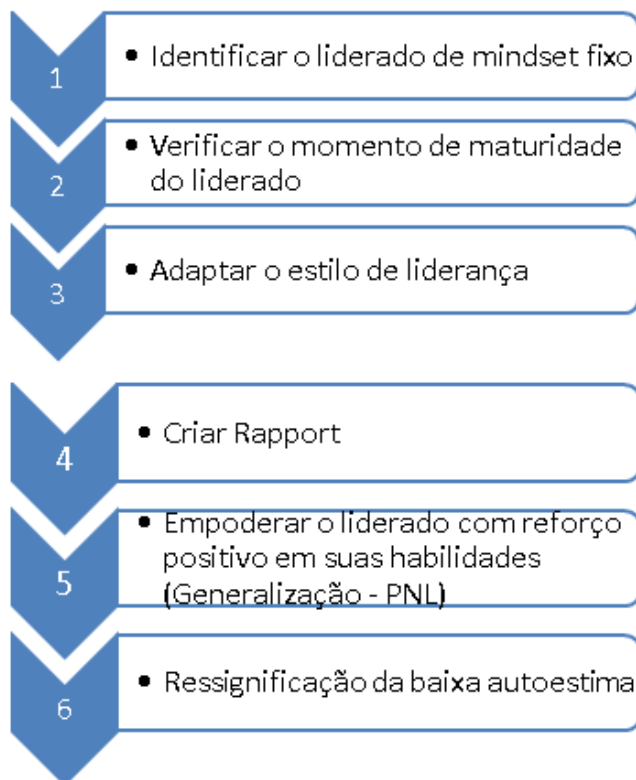 1
• Identificar o liderado de mindset fixo
2
• Verificar o momento de maturidade
do liderado
3
• Adaptar o estilo de liderança
4
• Criar Rapport
5
• Empoderar o liderado com reforço
positivo em suas habilidades
(Generalização - PNL)
6
• Ressignificação da baixa autoestima